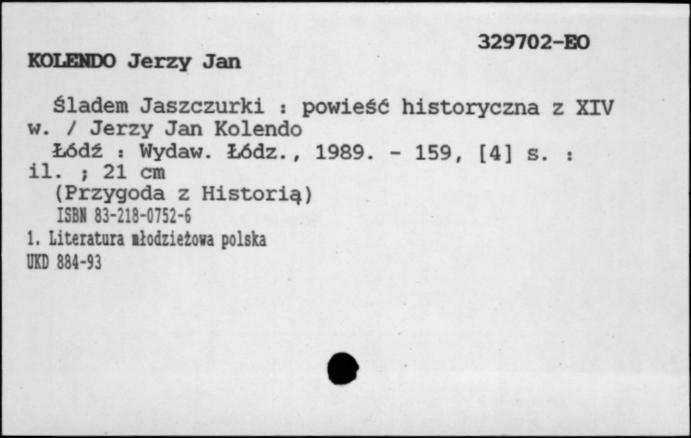 329702-EO
KOLENDO Jerzy Jan
Śladem Jaszczurki : powieść historyczna z XIV
w. / Jerzy Jan Kolendo
Łódź : Wydaw. Łódz., 1989. - 159, [4] s. :
il. ; 21 cm
(Przygoda z Historią)
ISBN 83-218-0752-6
1. Literatura młodzieżowa polska
UKD 884-93